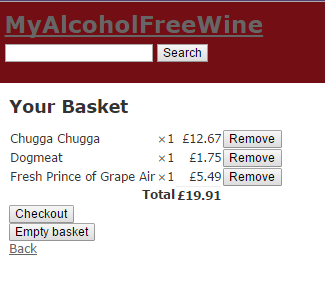 MyAlcoholFreeWine
Search
Your Basket
Chugga Chugga ×1 £12.67 Remove
Dogmeat ×1 £1.75 Remove
Fresh Prince of Grape Air ×1 £5.49 Remove
Total £19.91
Checkout
Empty basket
Back